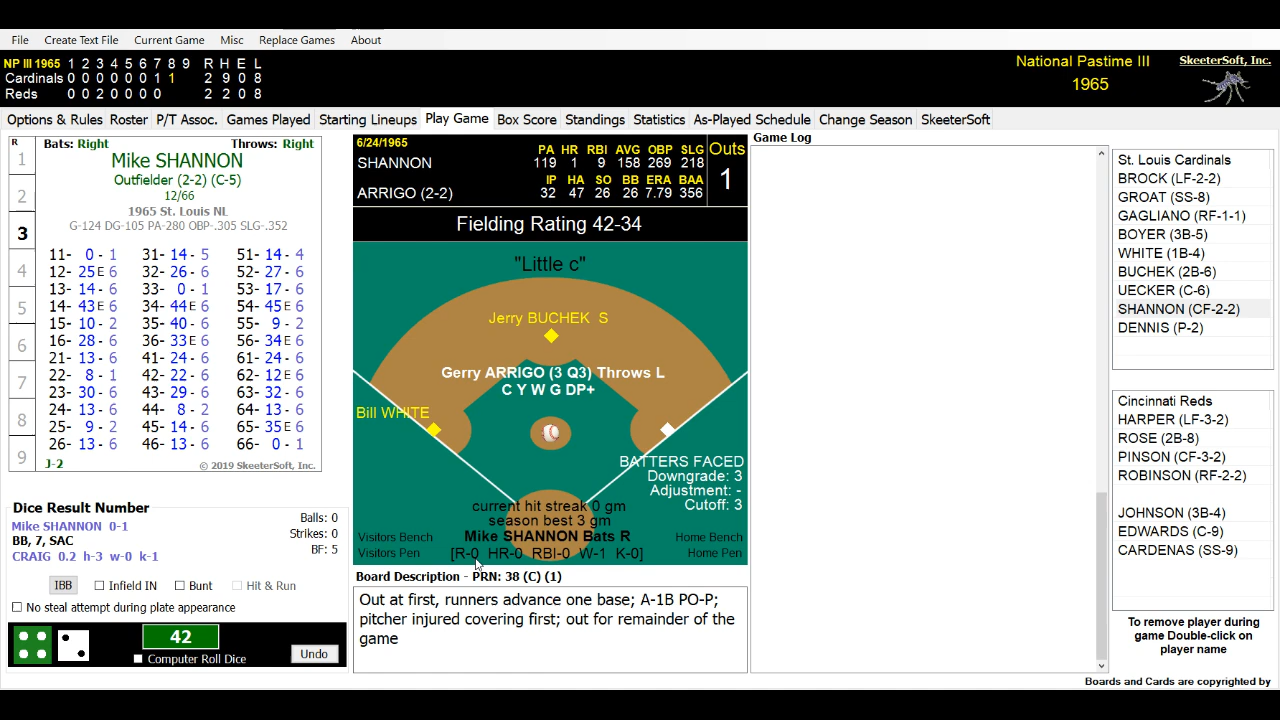 File Create Text File Current Game Misc Replace Games About
NP III 1965 1 2 3 4 5 6 7 8 9 R H E L
Cardinals 0 0 0 0 0 0 1 1 2 9 0 8
Reds 0 0 2 0 0 0 0 2 2 0 8
National Pastime III
1965
SkeeterSoft, Inc.
Options & Rules Roster P/T Assoc. Games Played Starting Lineups Play Game Box Score Standings Statistics As-Played Schedule Change Season SkeeterSoft
R
1
2
3
4
5
6
7
8
9
Bats: Right Throws: Right
Mike SHANNON
Outfielder (2-2) (C-5)
12/66
1965 St. Louis NL
G-124 DG-105 PA-280 OBP-.305 SLG-.352
11- 0 - 1 31- 14 - 5 51- 14 - 4
12- 25 E 6 32- 26 - 6 52- 27 - 6
13- 14 - 6 33- 0 - 1 53- 17 - 6
14- 43 E 6 34- 44 E 6 54- 45 E 6
15- 10 - 2 35- 40 - 6 55- 9 - 2
16- 28 - 6 36- 33 E 6 56- 34 E 6
21- 13 - 6 41- 24 - 6 61- 24 - 6
22- 8 - 1 42- 22 - 6 62- 12 E 6
23- 30 - 6 43- 29 - 6 63- 32 - 6
24- 13 - 6 44- 8 - 2 64- 13 - 6
25- 9 - 2 45- 14 - 6 65- 35 E 6
26- 13 - 6 46- 13 - 6 66- 0 - 1
J-2 © 2019 SkeeterSoft, Inc.
Dice Result Number
Mike SHANNON 0-1
BB, 7, SAC
CRAIG 0.2 h-3 w-0 k-1
Balls: 0
Strikes: 0
BF: 5
IBB Infield IN Bunt Hit & Run
No steal attempt during plate appearance
42
Computer Roll Dice
Undo
6/24/1965 PA HR RBI AVG OBP SLG
SHANNON 119 1 9 158 269 218
IP HA SO BB ERA BAA
ARRIGO (2-2) 32 47 26 26 7.79 356
Outs
1
Fielding Rating 42-34
"Little c"
Jerry BUCHEK S
Gerry ARRIGO (3 Q3) Throws L
C Y W G DP+
Bill WHITE
BATTERS FACED
Downgrade: 3
Adjustment: -
Cutoff: 3
current hit streak 0 gm
season best 3 gm
Visitors Bench Mike SHANNON Bats R Home Bench
Visitors Pen [R-0 HR-0 RBI-0 W-1 K-0] Home Pen
Board Description - PRN: 38 (C) (1)
Out at first, runners advance one base; A-1B PO-P;
pitcher injured covering first; out for remainder of the
game
Game Log
St. Louis Cardinals
BROCK (LF-2-2)
GROAT (SS-8)
GAGLIANO (RF-1-1)
BOYER (3B-5)
WHITE (1B-4)
BUCHEK (2B-6)
UECKER (C-6)
SHANNON (CF-2-2)
DENNIS (P-2)
Cincinnati Reds
HARPER (LF-3-2)
ROSE (2B-8)
PINSON (CF-3-2)
ROBINSON (RF-2-2)
JOHNSON (3B-4)
EDWARDS (C-9)
CARDENAS (SS-9)
To remove player during
game Double-click on
player name
Boards and Cards are copyrighted by